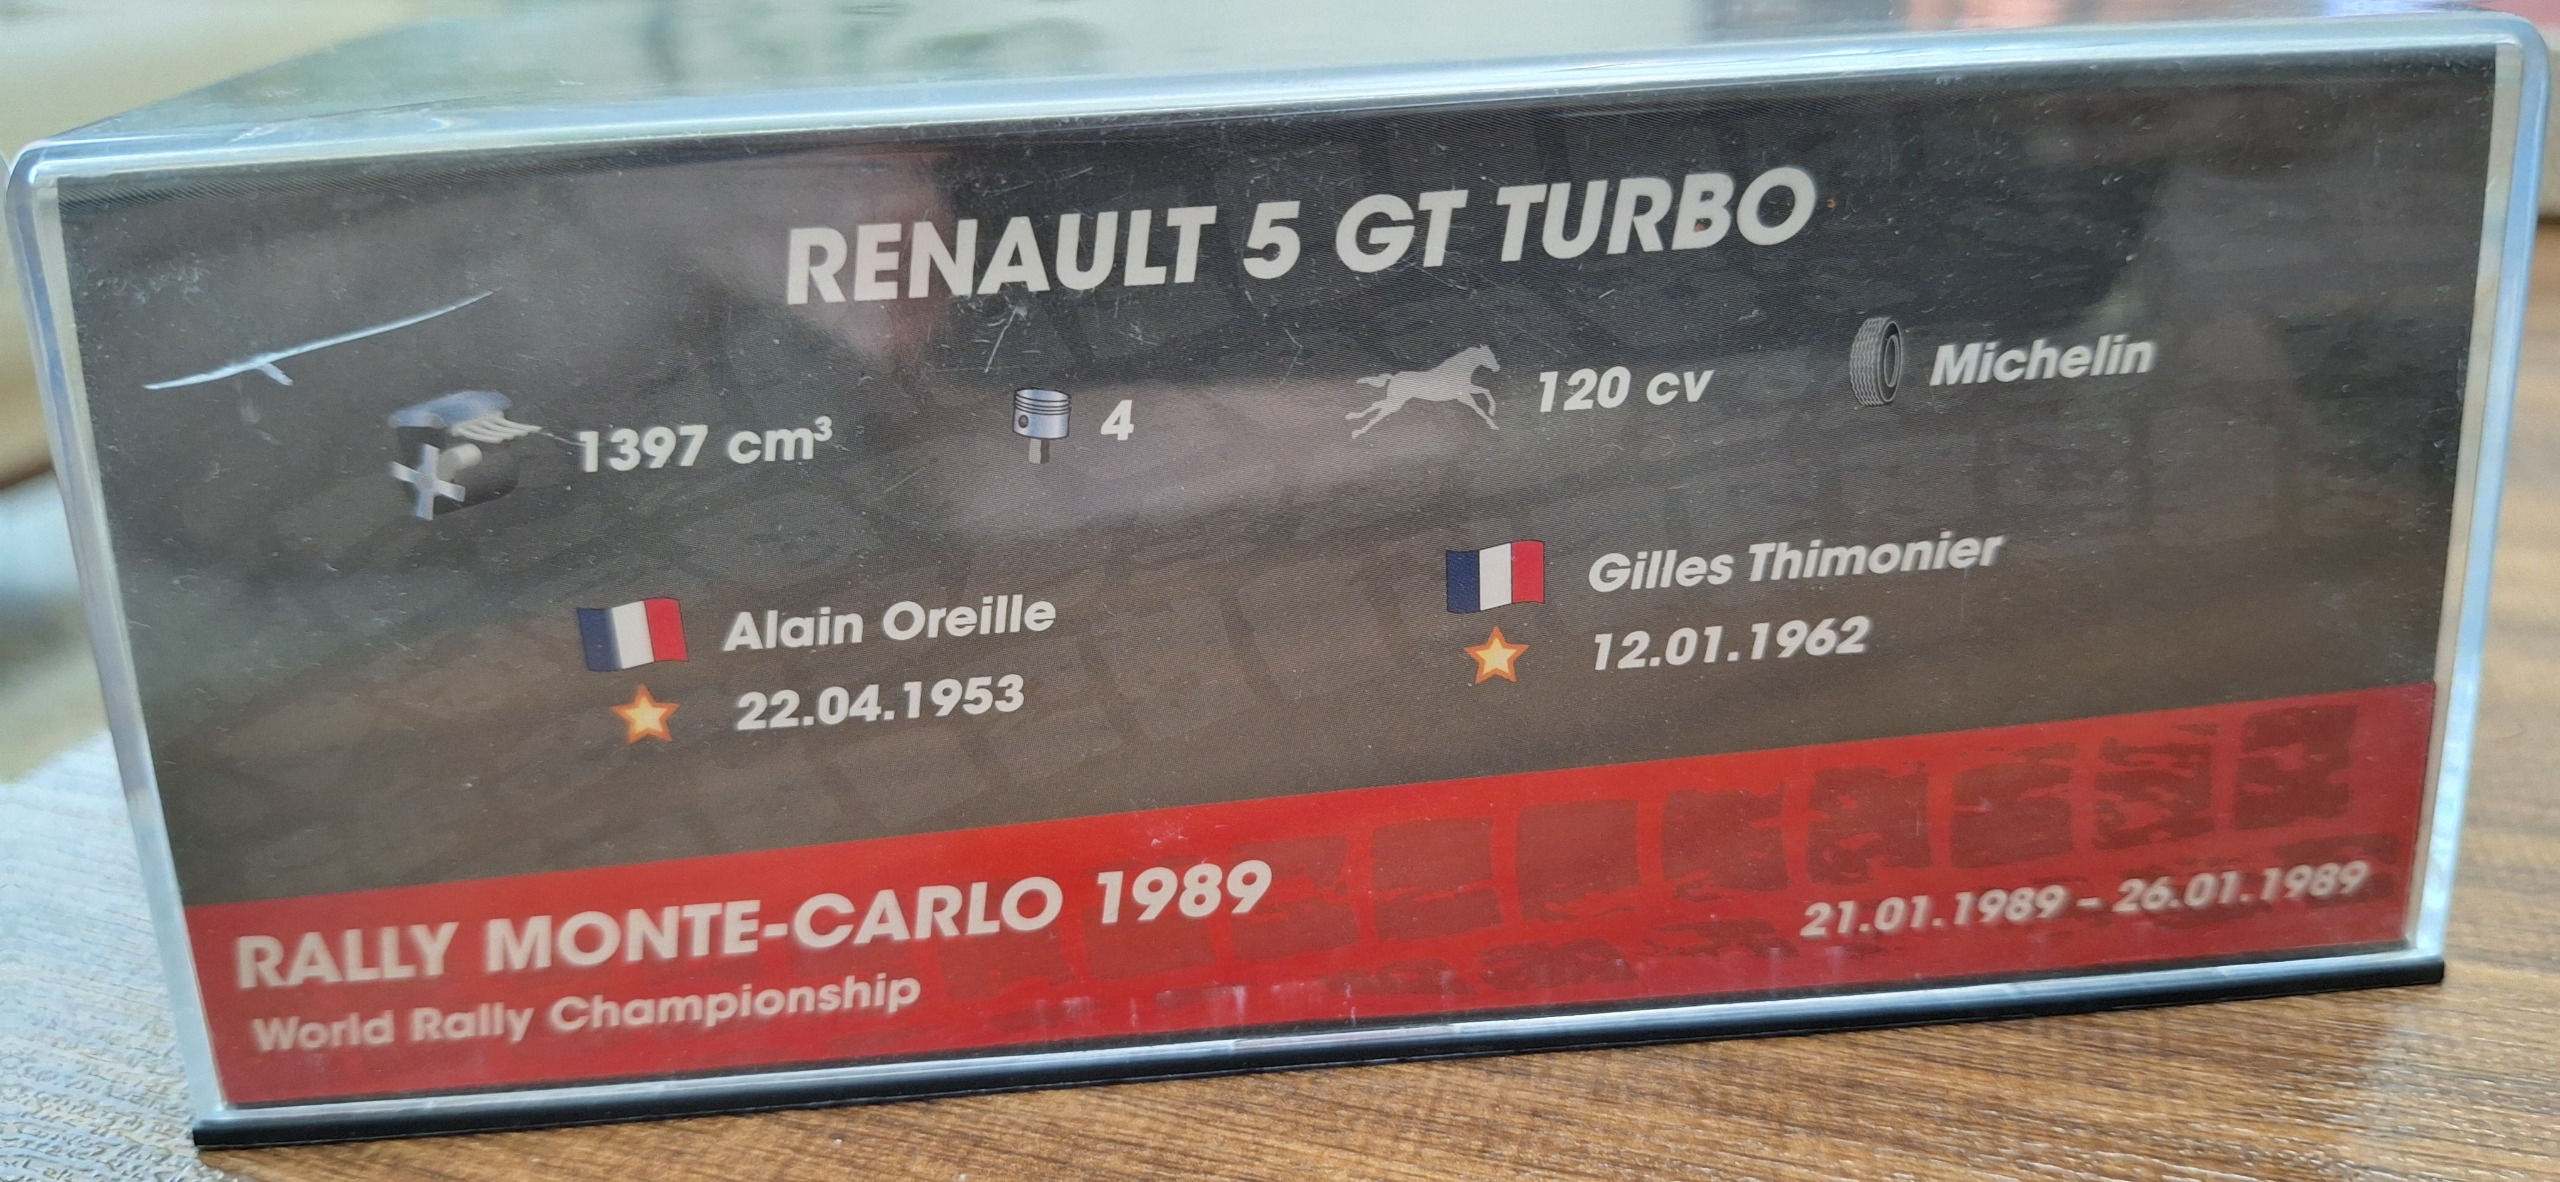 RENAULT 5 GT TURBO
1397 cm³ 4 120 cv Michelin
Alain Oreille
22.04.1953
Gilles Thimonier
12.01.1962
RALLY MONTE-CARLO 1989
World Rally Championship
21.01.1989 - 26.01.1989